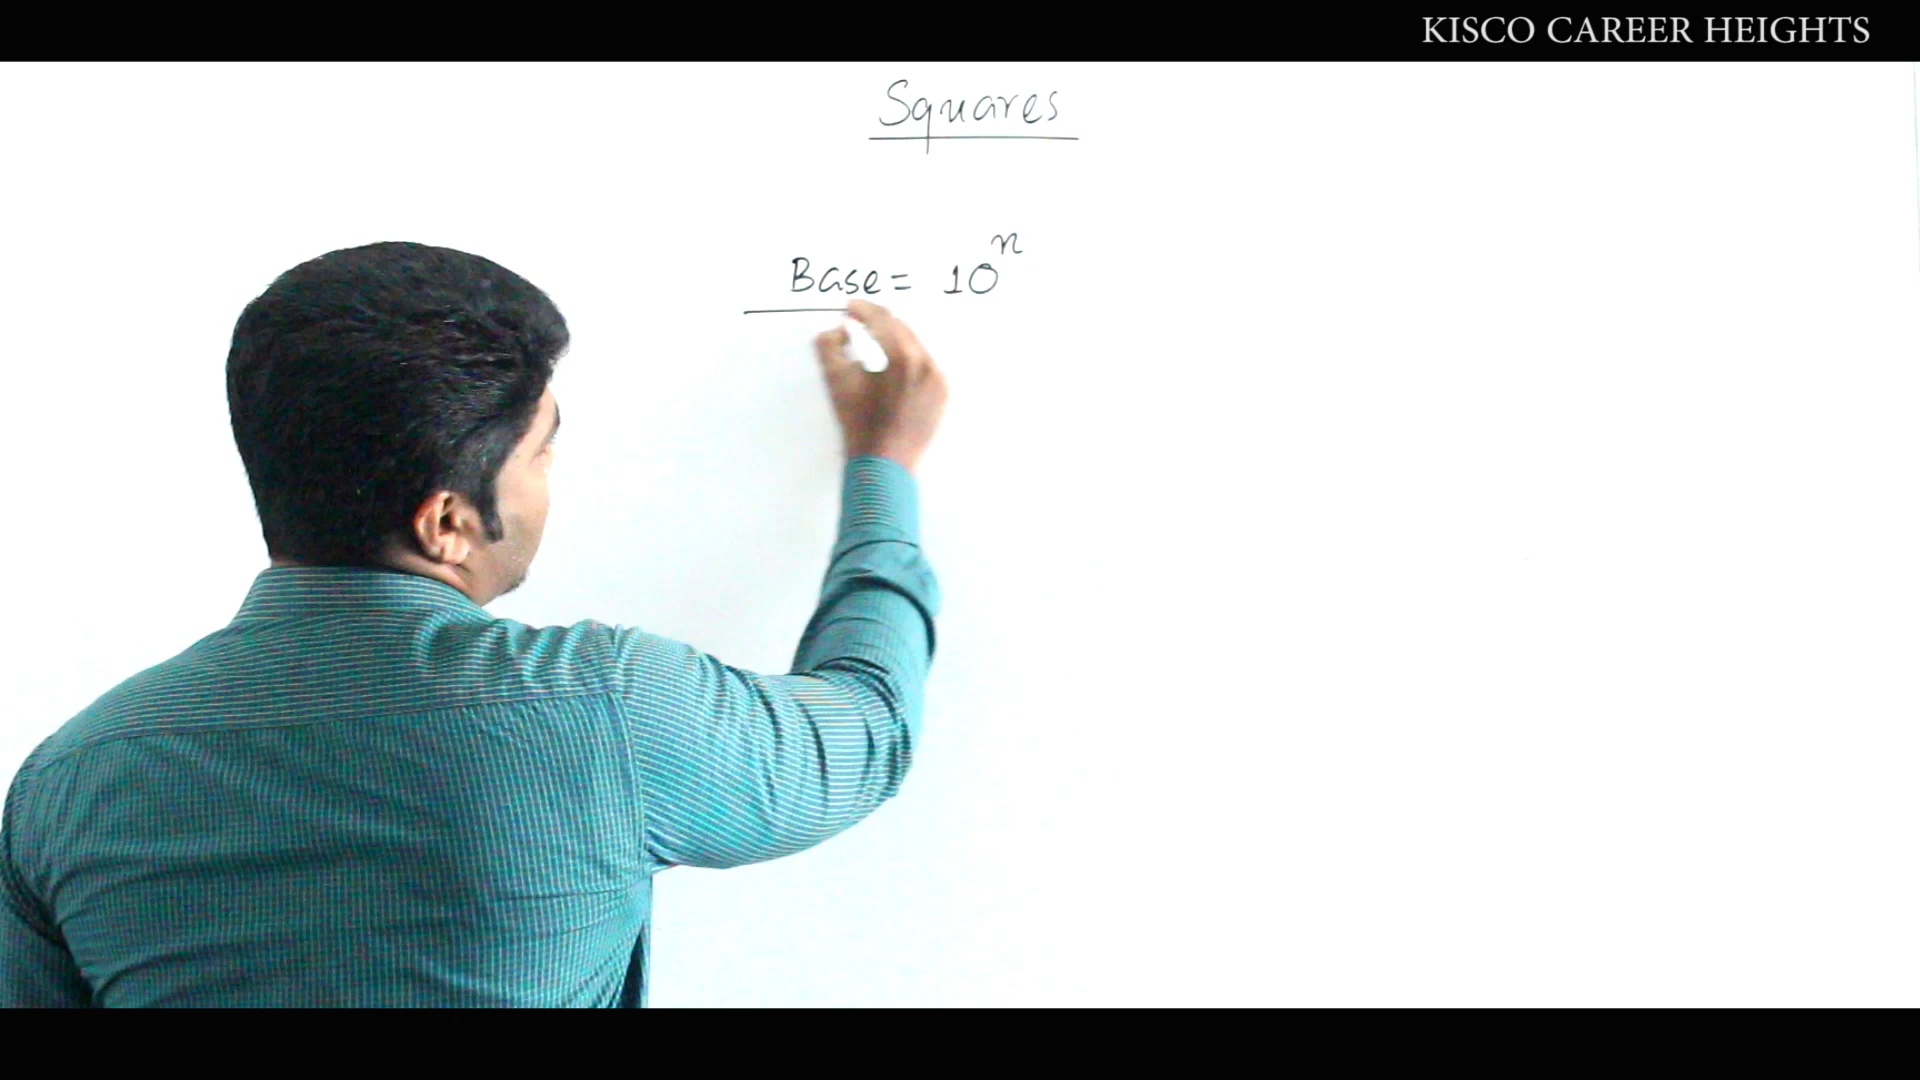 KISCO CAREER HEIGHTS
Squares
Base = 10ⁿ